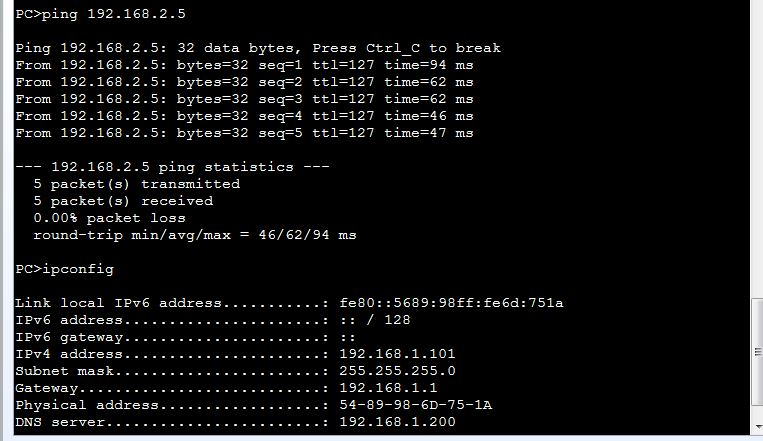 PC>ping 192.168.2.5
Ping 192.168.2.5: 32 data bytes, Press Ctrl_C to break
From 192.168.2.5: bytes=32 seq=1 ttl=127 time=94 ms
From 192.168.2.5: bytes=32 seq=2 ttl=127 time=62 ms
From 192.168.2.5: bytes=32 seq=3 ttl=127 time=62 ms
From 192.168.2.5: bytes=32 seq=4 ttl=127 time=46 ms
From 192.168.2.5: bytes=32 seq=5 ttl=127 time=47 ms
--- 192.168.2.5 ping statistics ---
5 packet(s) transmitted
5 packet(s) received
0.00% packet loss
round-trip min/avg/max = 46/62/94 ms
PC>ipconfig
Link local IPv6 address...........: fe80::5689:98ff:fe6d:751a
IPv6 address......................: :: / 128
IPv6 gateway......................: ::
IPv4 address......................: 192.168.1.101
Subnet mask.......................: 255.255.255.0
Gateway...........................: 192.168.1.1
Physical address..................: 54-89-98-6D-75-1A
DNS server........................: 192.168.1.200